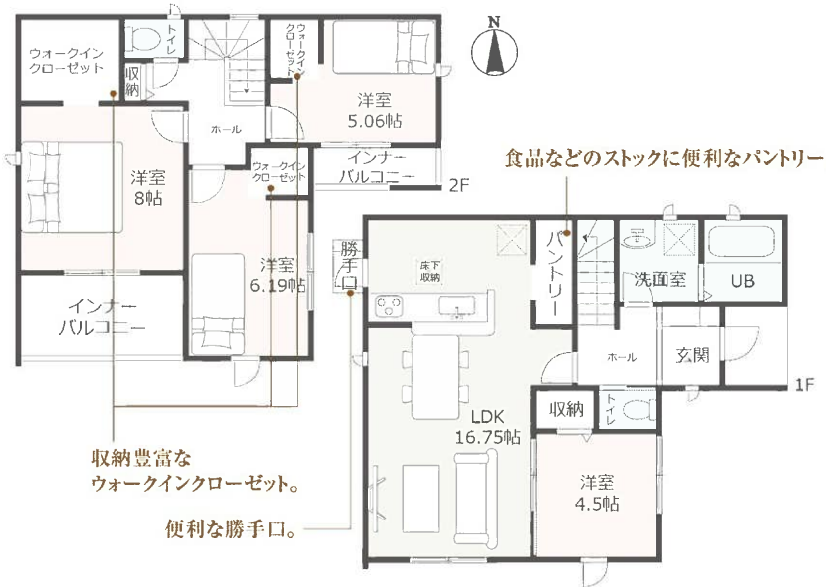 ウォークイン
クローゼット
トイレ
収納
ウォークイン
クローゼット
洋室
5.06帖
ホール
N
洋室
8帖
ウォークイン
クローゼット
インナー
バルコニー
2F
洋室
6.19帖
インナー
バルコニー
食品などのストックに便利なパントリー
勝手口
床下
収納
パントリー
洗面室
UB
ホール
玄関
1F
LDK
16.75帖
収納
トイレ
洋室
4.5帖
収納豊富な
ウォークインクローゼット。
便利な勝手口。